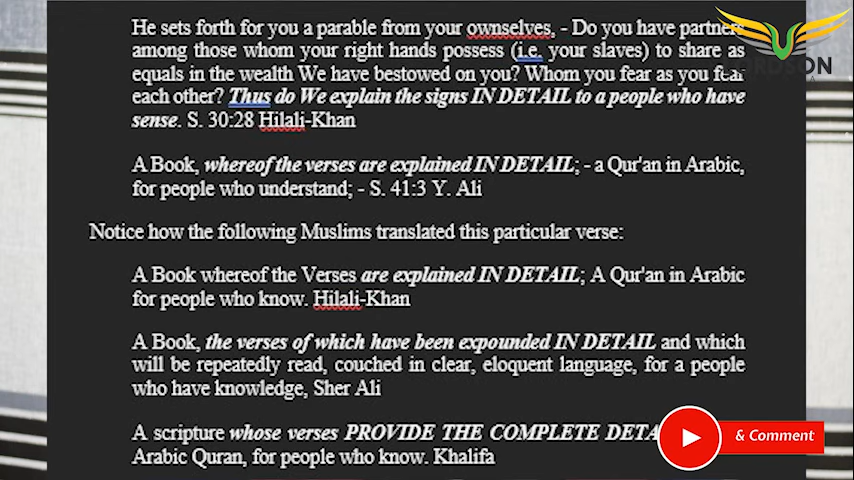 He sets forth for you a parable from your ownselves. - Do you have partners
among those whom your right hands possess (i.e. your slaves) to share as
equals in the wealth We have bestowed on you? Whom you fear as you fear
each other? Thus do We explain the signs IN DETAIL to a people who have
sense. S. 30:28 Hilali-Khan
A Book, whereof the verses are explained IN DETAIL; - a Qur'an in Arabic,
for people who understand; - S. 41:3 Y. Ali
Notice how the following Muslims translated this particular verse:
A Book whereof the Verses are explained IN DETAIL; A Qur'an in Arabic
for people who know. Hilali-Khan
A Book, the verses of which have been expounded IN DETAIL and which
will be repeatedly read, couched in clear, eloquent language, for a people
who have knowledge, Sher Ali
A scripture whose verses PROVIDE THE COMPLETE
Arabic Quran, for people who know. Khalifa
& Comment